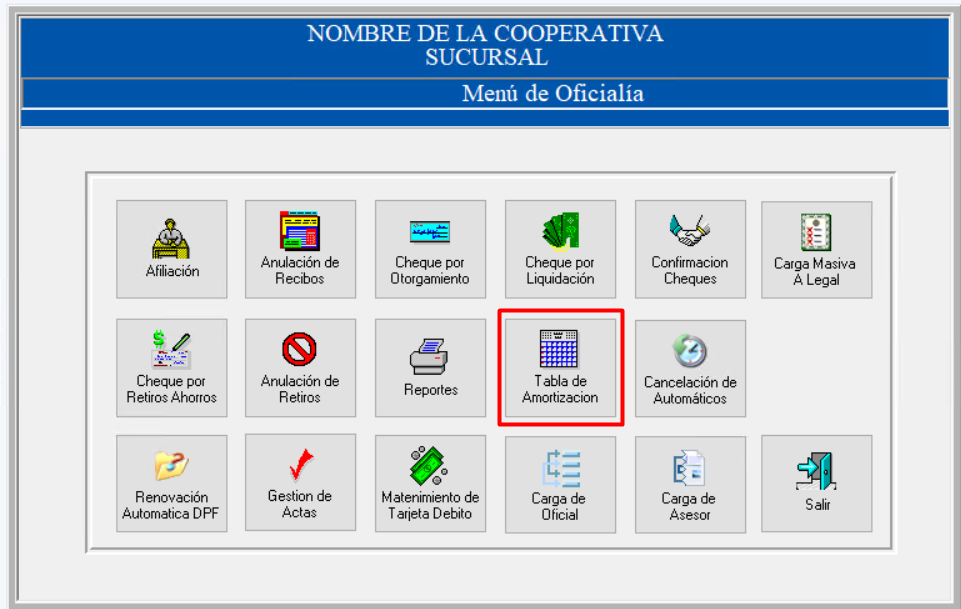 NOMBRE DE LA COOPERATIVA
SUCURSAL
Menú de Oficialía
Afiliación
Anulación de
Recibos
Cheque por
Otorgamiento
Cheque por
Liquidación
Confirmacion
Cheques
Carga Masiva
A Legal
Cheque por
Retiros Ahorros
Anulación de
Retiros
Reportes
Tabla de
Amortizacion
Cancelación de
Automáticos
Renovación
Automatica DPF
Gestion de
Actas
Matenimiento de
Tarjeta Debito
Carga de
Oficial
Carga de
Asesor
Salir